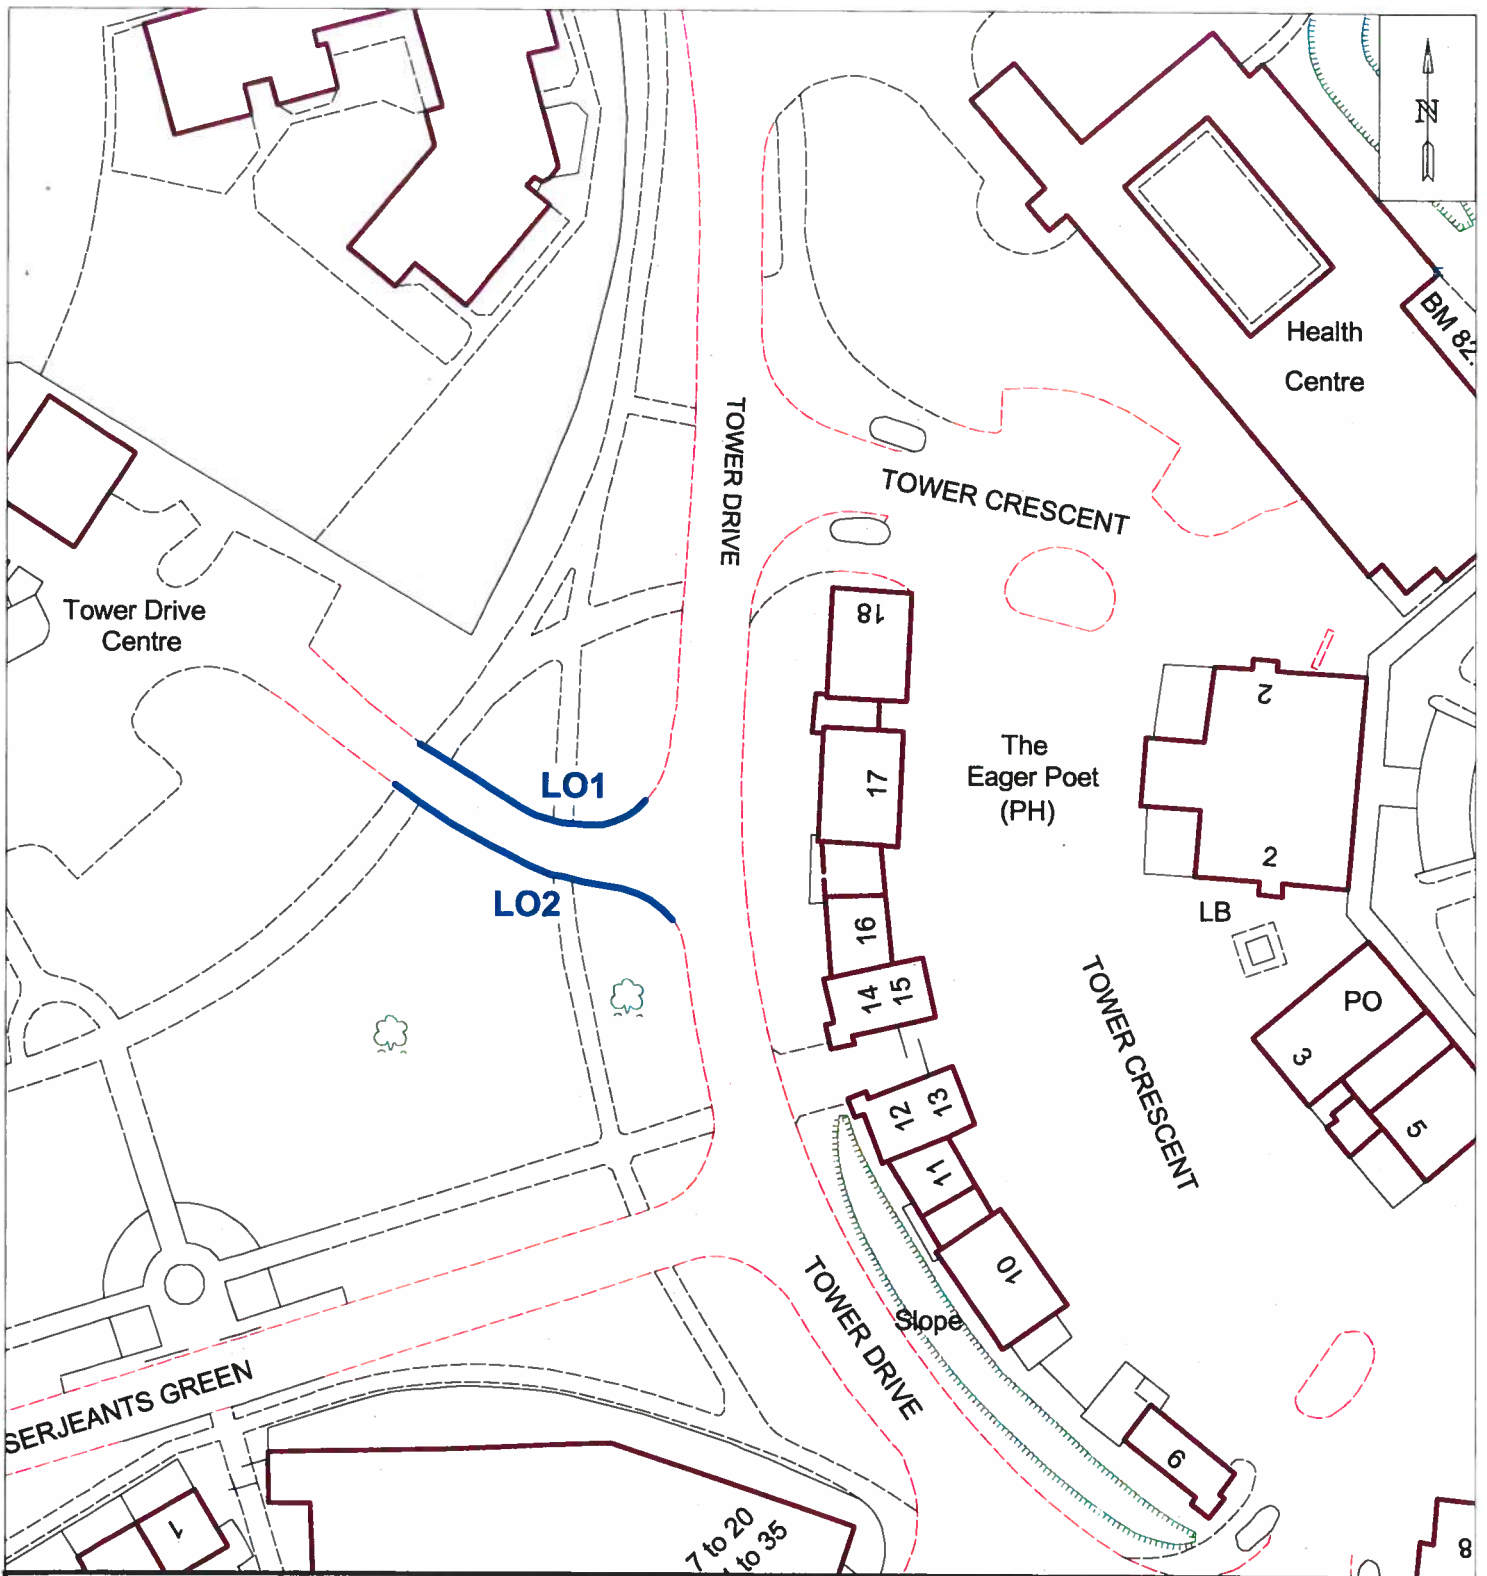 N
Health
Centre
BM 82.
TOWER DRIVE
TOWER CRESCENT
Tower Drive
Centre
18
2
The
Eager Poet
(PH)
17
LO1
2
LO2
LB
16
14
15
PO
3
TOWER CRESCENT
13
12
5
11
10
TOWER DRIVE
Slope
SERJEANTS GREEN
9
1
7 to 20
1 to 35
8